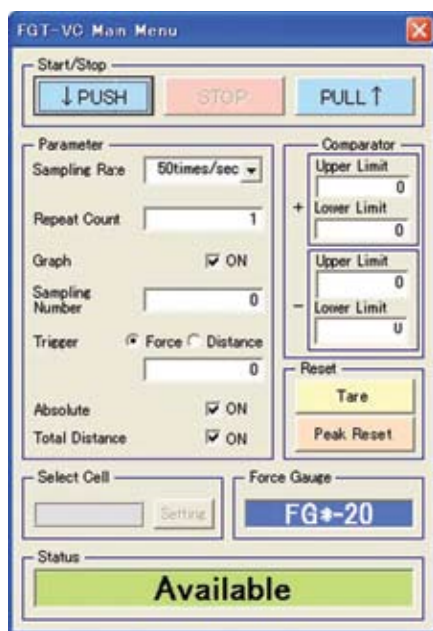 FGT-VC Main Menu
Start/Stop
↓PUSH
STOP
PULL↑
Parameter
Sampling Rate 50times/sec
Repeat Count 1
Graph ON
Sampling Number 0
Trigger Force Distance
0
Absolute ON
Total Distance ON
Comparator
Upper Limit
0
+ Lower Limit
0
Upper Limit
0
− Lower Limit
0
Reset
Tare
Peak Reset
Select Cell
Setting
Force Gauge
FG*-20
Status
Available